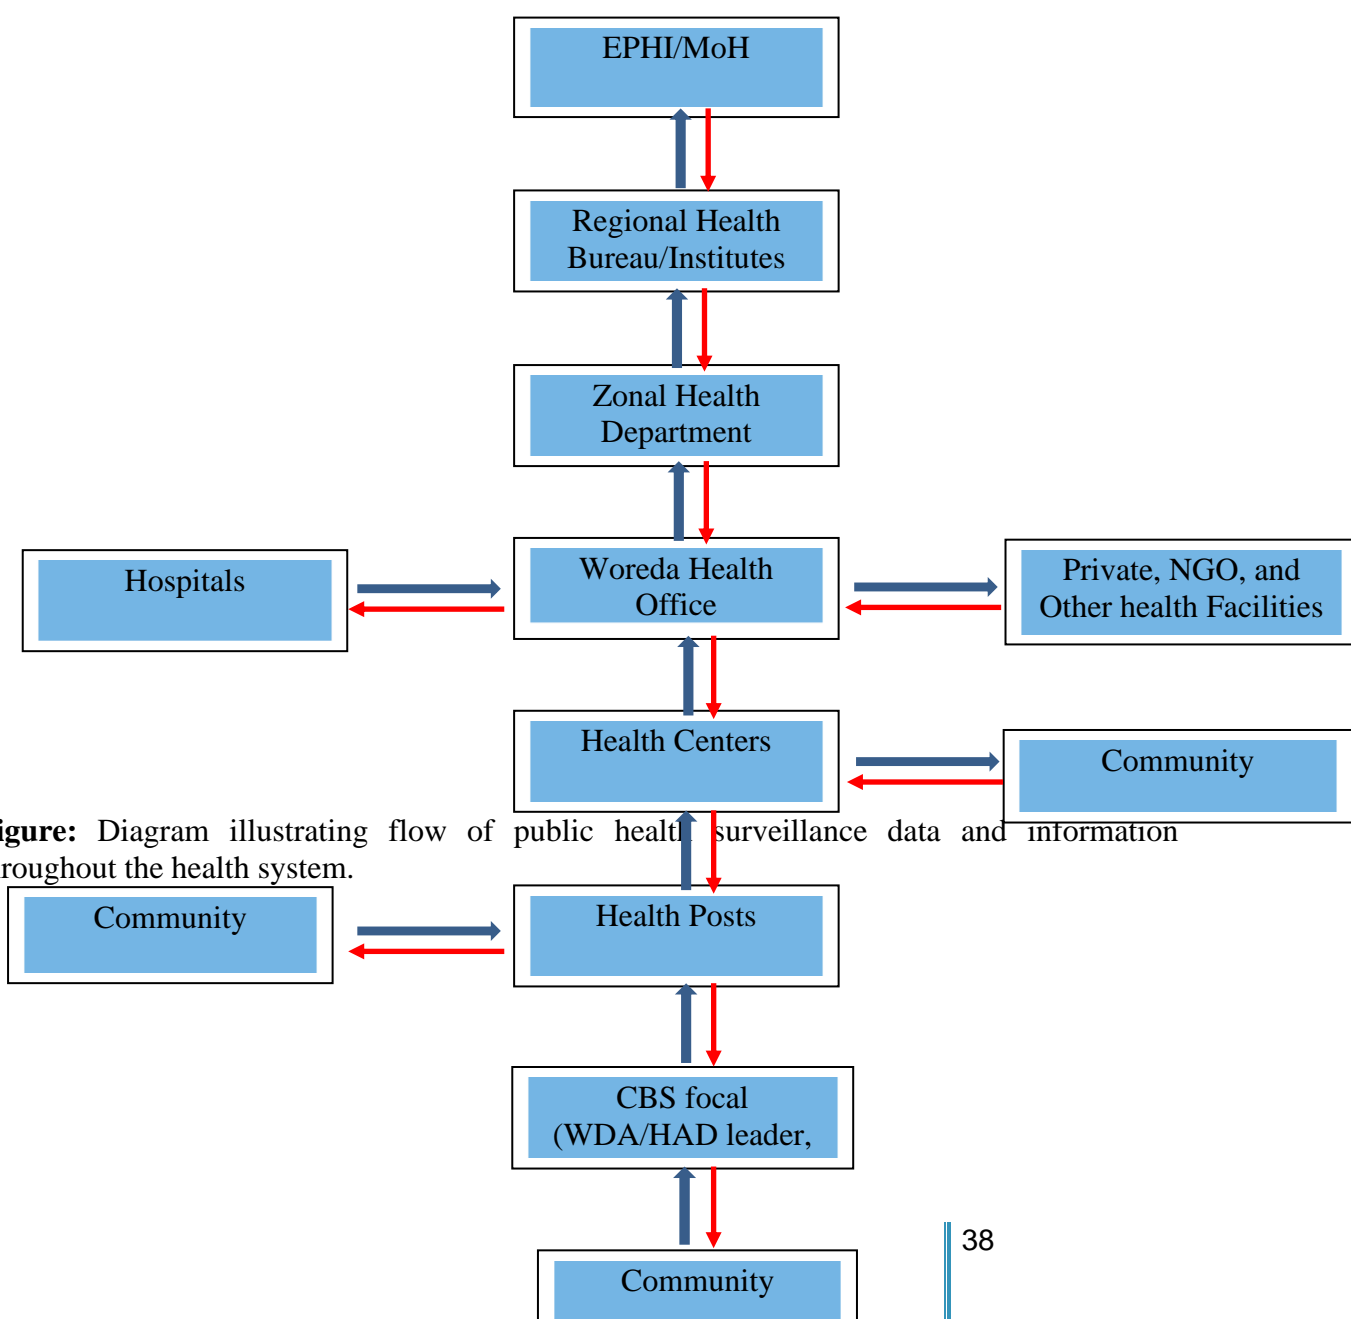 EPHI/MoH
Regional Health
Bureau/Institutes
Zonal Health
Department
Hospitals
Woreda Health
Office
Private, NGO, and
Other health Facilities
Health Centers
Community
igure: Diagram illustrating flow of public health surveillance data and information
roughout the health system.
Community
Health Posts
CBS focal
(WDA/HAD leader,
38
Community